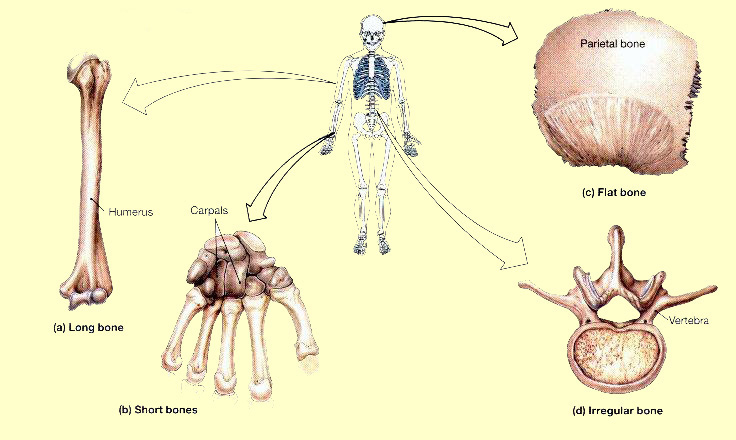 Parietal bone
(c) Flat bone
Humerus
(a) Long bone
Carpals
(b) Short bones
Vertebra
(d) Irregular bone